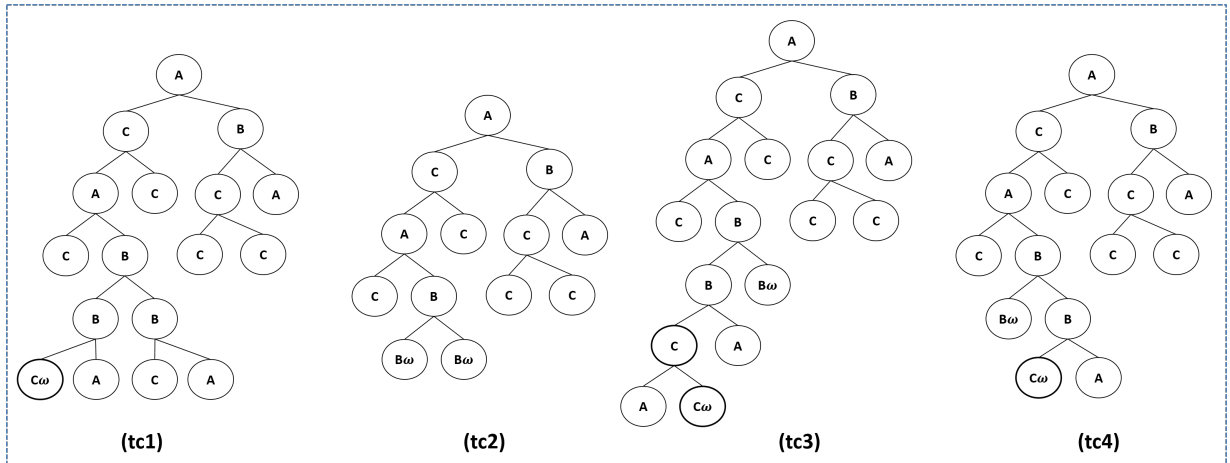 A
C B
A C C A
C B C C
B B
Cω A C A
(tc1)
A
C B
A C C A
C B C C
Bω Bω
(tc2)
A
C B
A C C A
C B C C
B Bω
C A
A Cω
(tc3)
A
C B
A C C A
C B C C
Bω B
Cω A
(tc4)